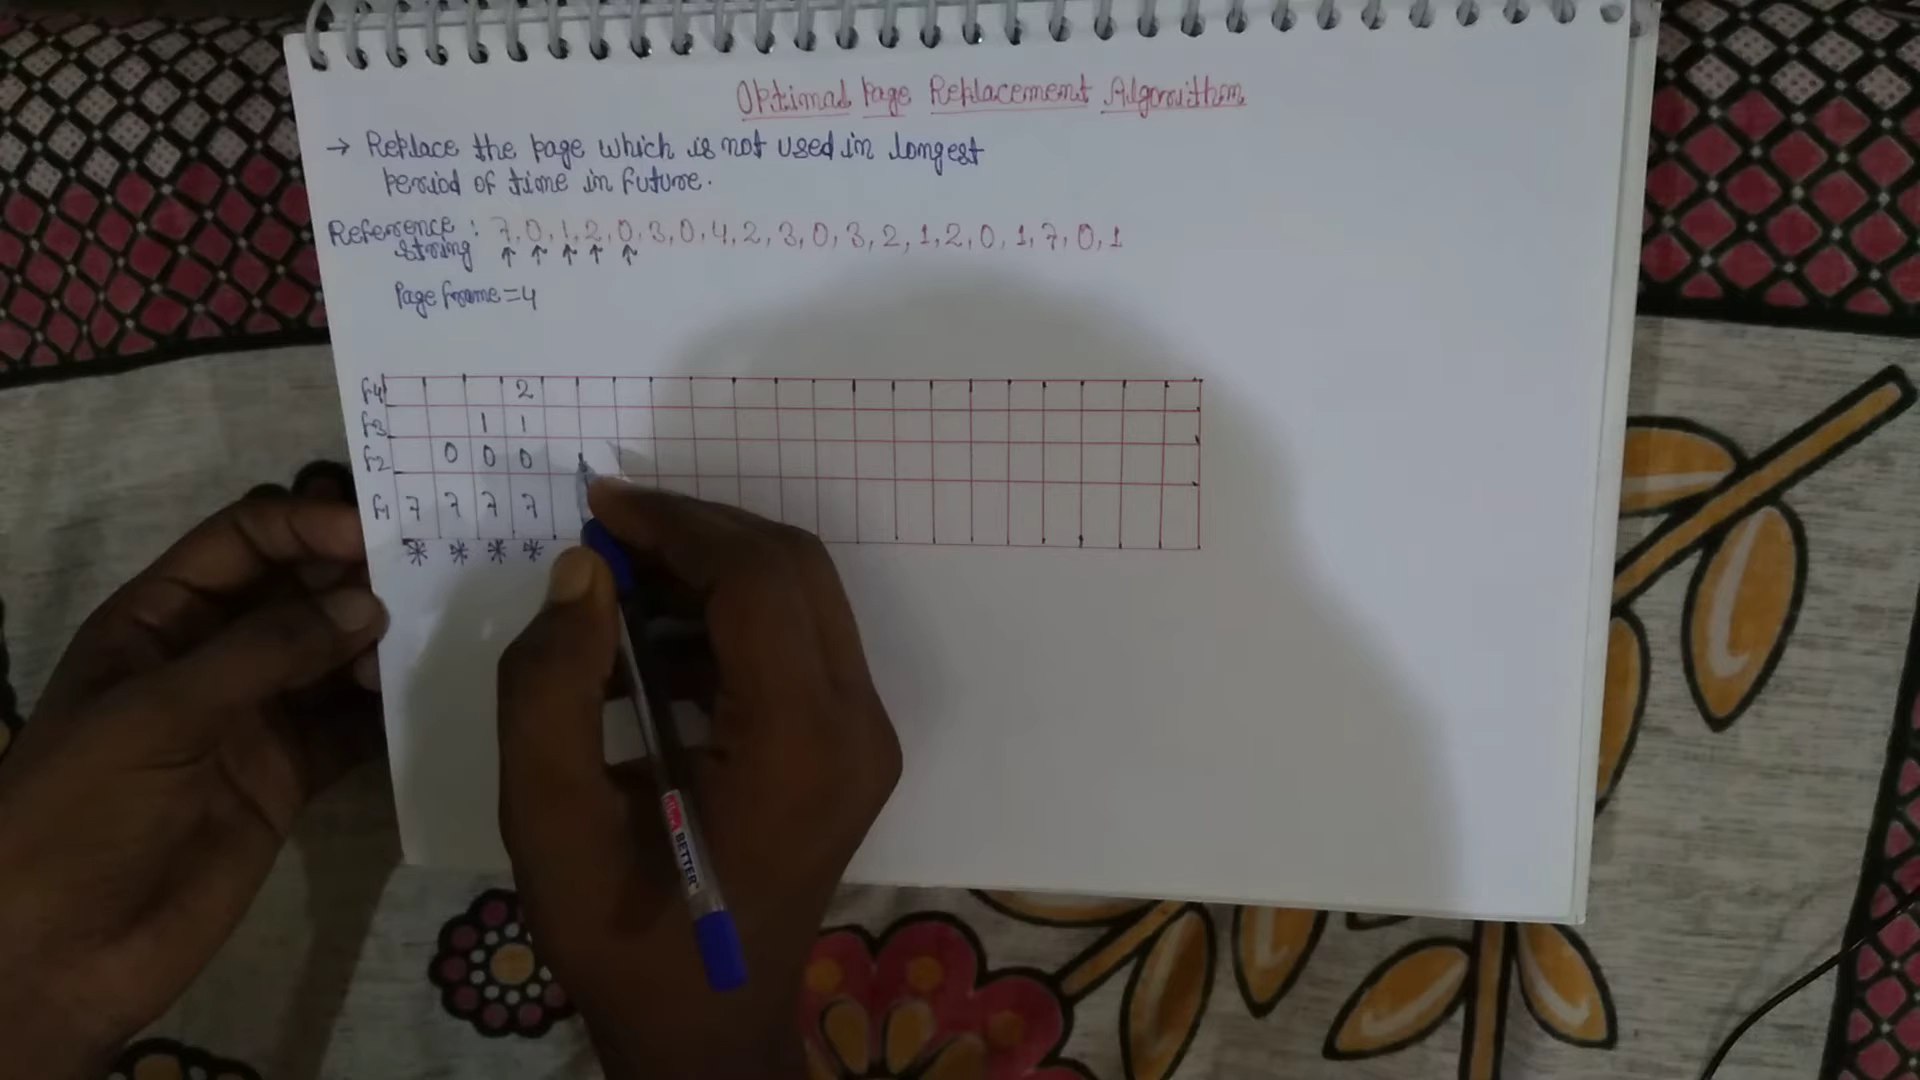 Optimal Page Replacement Algorithm
→ Replace the page which is not used in longest
period of time in future.
Reference : 7, 0, 1, 2, 0, 3, 0, 4, 2, 3, 0, 3, 2, 1, 2, 0, 1, 7, 0, 1
string ↑ ↑ ↑ ↑ ↑
Page frame = 4
F4 2
F3 1 1
F2 0 0 0
F1 7 7 7 7
* * * *
BETTER